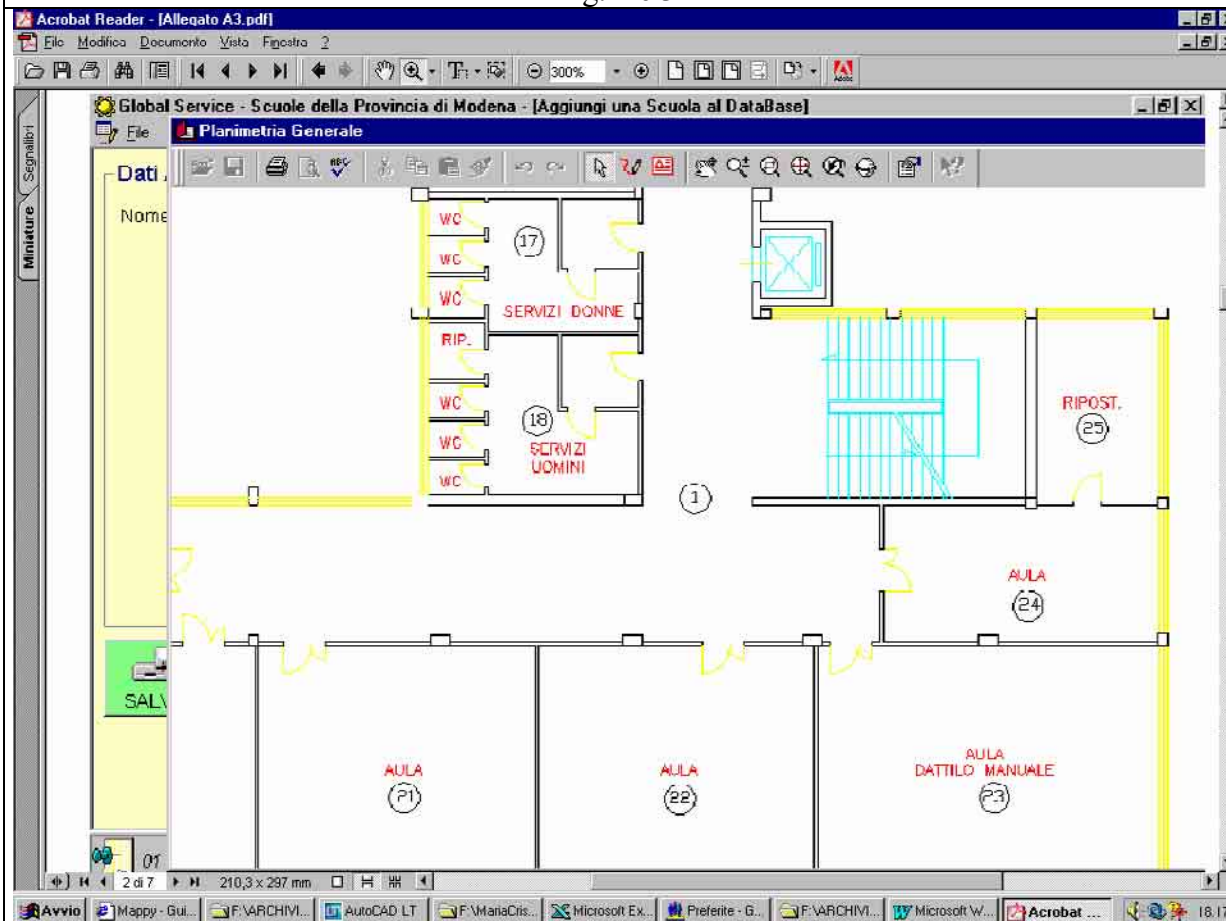 Acrobat Reader - [Allegato A3.pdf]
File Modifica Documento Vista Finestra ?
300%
Global Service - Scuole della Provincia di Modena - [Aggiungi una Scuola al DataBase]
File
Planimetria Generale
Segnalibri
Miniature
Dati
Nome
WC
17
WC
WC
SERVIZI DONNE
RIP.
WC
18
WC
SERVIZI
UOMINI
WC
RIPOST.
25
1
AULA
24
SALV
AULA
21
AULA
22
AULA
DATTILO MANUALE
23
01
2 di 7
210,3 x 297 mm
Avvio
Mappy - Gui...
F:\ARCHIVI...
AutoCAD LT
F:\MariaCris...
Microsoft Ex...
Preferite - G...
F:\ARCHIVI...
Microsoft W...
Acrobat ...